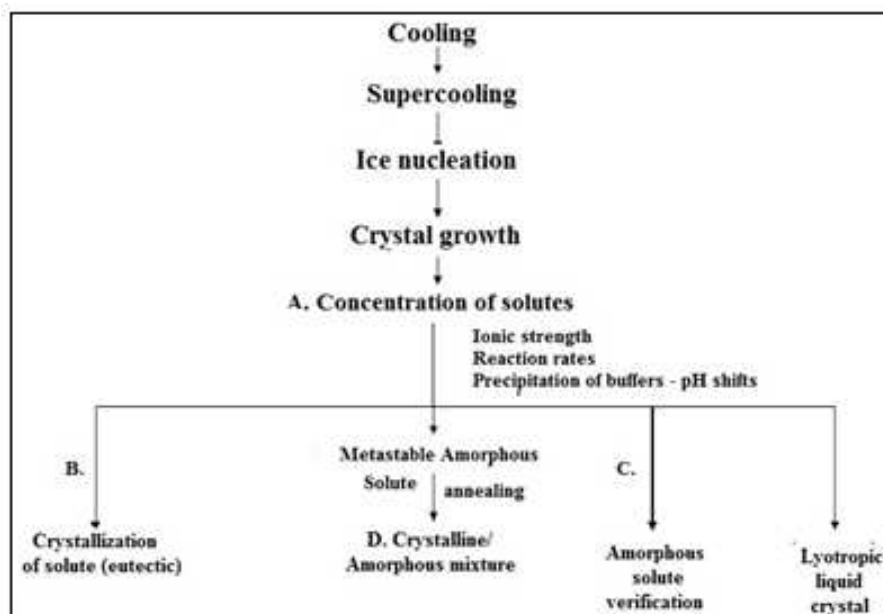 Cooling
Supercooling
Ice nucleation
Crystal growth
A. Concentration of solutes
Ionic strength
Reaction rates
Precipitation of buffers - pH shifts
B.
Metastable Amorphous
Solute annealing
C.
Crystallization
of solute (eutectic)
D. Crystalline/
Amorphous mixture
Amorphous
solute
verification
Lyotropic
liquid
crystal